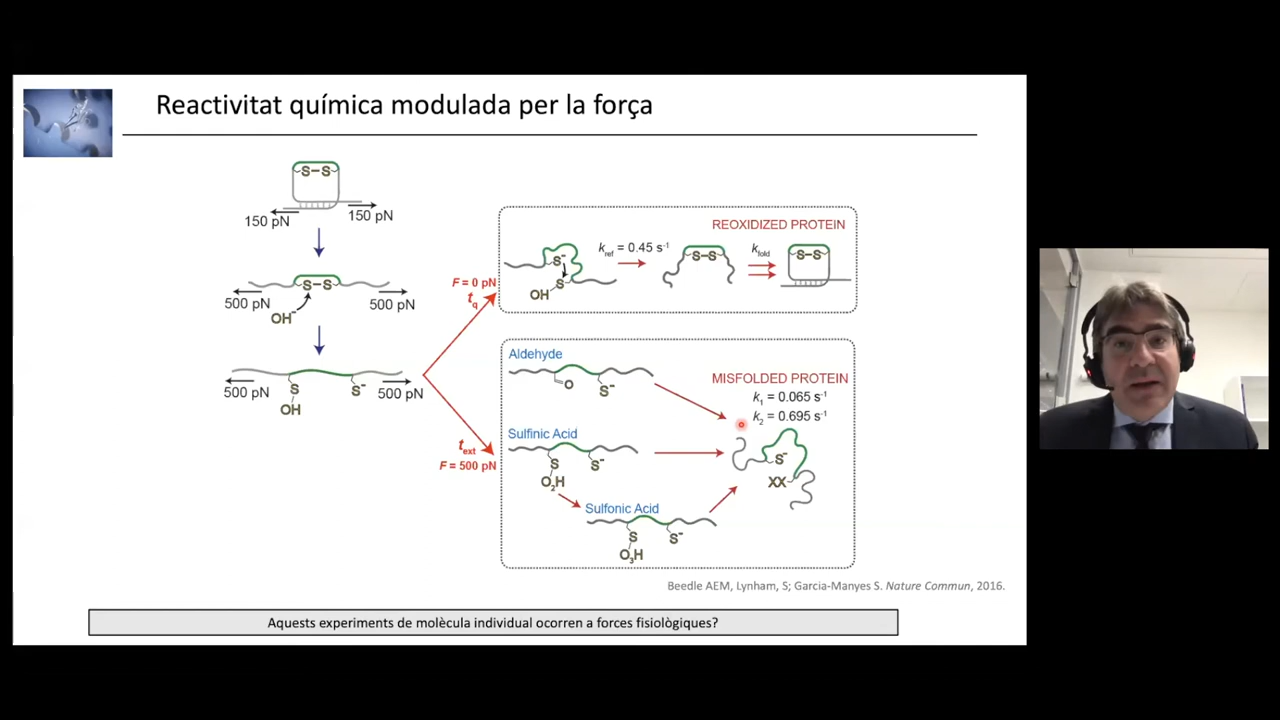 Reactivitat química modulada per la força
S–S
150 pN
150 pN
S–S
500 pN
500 pN
OH⁻
500 pN
S
S⁻
500 pN
OH
F = 0 pN
t_q
t_ext
F = 500 pN
REOXIDIZED PROTEIN
S⁻
S
OH
k_ref = 0.45 s⁻¹
S–S
k_fold
S–S
Aldehyde
O
S⁻
MISFOLDED PROTEIN
k₁ = 0.065 s⁻¹
k₂ = 0.695 s⁻¹
Sulfinic Acid
S
S⁻
O₂H
S⁻
XX
Sulfonic Acid
S
S⁻
O₃H
Beedle AEM, Lynham, S; Garcia-Manyes S. Nature Commun, 2016.
Aquests experiments de molècula individual ocorren a forces fisiològiques?